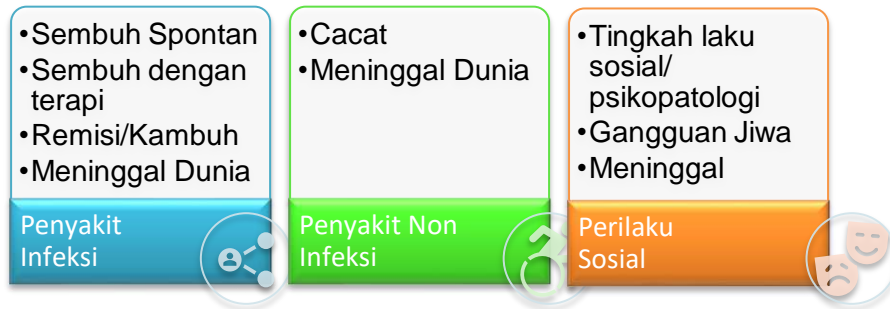 •Sembuh Spontan
•Sembuh dengan
terapi
•Remisi/Kambuh
•Meninggal Dunia
Penyakit
Infeksi
•Cacat
•Meninggal Dunia
Penyakit Non
Infeksi
•Tingkah laku
sosial/
psikopatologi
•Gangguan Jiwa
•Meninggal
Perilaku
Sosial